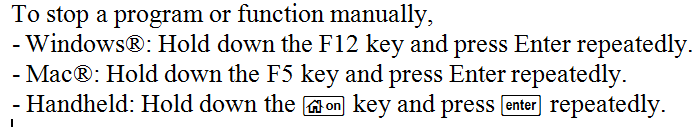 To stop a program or function manually,
- Windows®: Hold down the F12 key and press Enter repeatedly.
- Mac®: Hold down the F5 key and press Enter repeatedly.
- Handheld: Hold down the on key and press enter repeatedly.